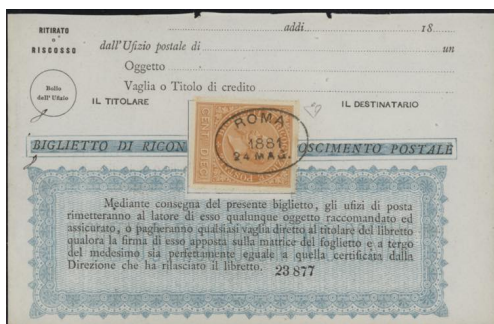 RITIRATO
o
RISCOSSO
addì 18
dall'Ufizio postale di un
Oggetto
Vaglia o Titolo di credito
Bollo
dell'Ufizio
IL TITOLARE
IL DESTINATARIO
ROMA
1881
24 MAG.
CENT. DIECI
BIGLIETTO DI RICON OSCIMENTO POSTALE
Mediante consegna del presente biglietto, gli ufizi di posta
rimetteranno al latore di esso qualunque oggetto raccomandato ed
assicurato, o pagheranno qualsiasi vaglia diretto al titolare del libretto
qualora la firma di esso apposta sulla matrice del foglietto e a tergo
del medesimo sia perfettamente eguale a quella certificata dalla
Direzione che ha rilasciato il libretto.
23877